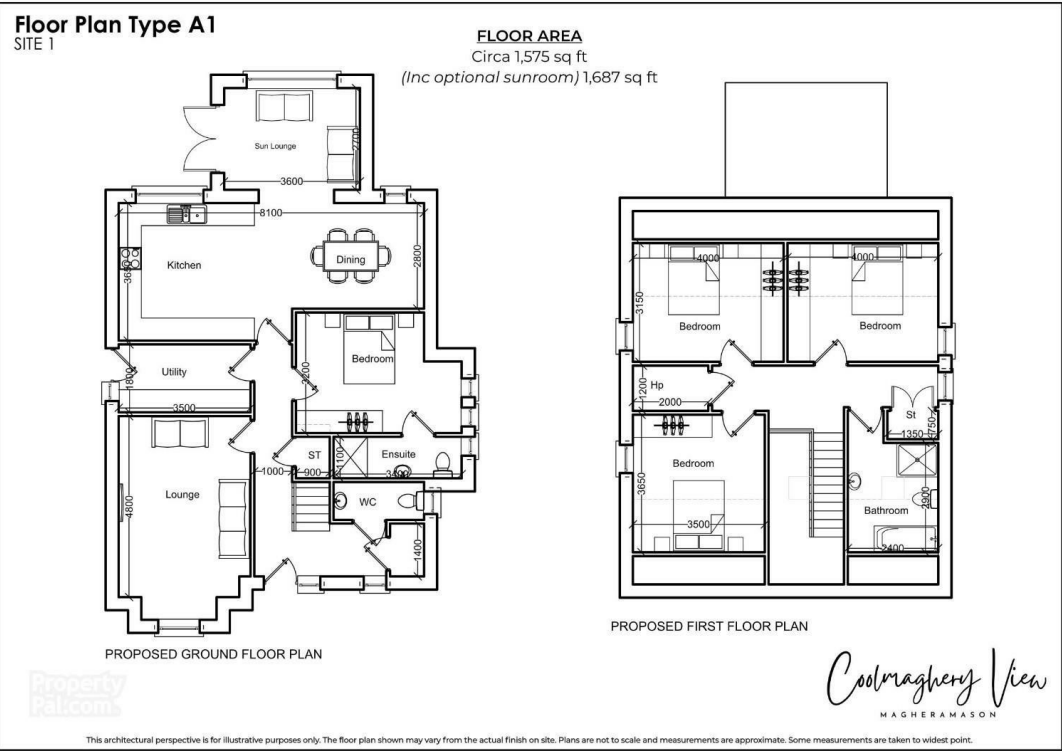 Floor Plan Type A1
SITE 1
FLOOR AREA
Circa 1,575 sq ft
(Inc optional sunroom) 1,687 sq ft
Sun Lounge
2700
3600
8100
Kitchen
3650
Dining
2800
Bedroom
3200
Utility
1800
3500
ST
900
1000
1100
Ensuite
3400
Lounge
4800
WC
1400
PROPOSED GROUND FLOOR PLAN
4000
4000
3150
Bedroom
Bedroom
Hp
1200
2000
St
1350
750
Bedroom
3650
3500
Bathroom
2900
2400
PROPOSED FIRST FLOOR PLAN
Coolmaghery View
MAGHERAMASON
Property
Pal.com
This architectural perspective is for illustrative purposes only. The floor plan shown may vary from the actual finish on site. Plans are not to scale and measurements are approximate. Some measurements are taken to widest point.